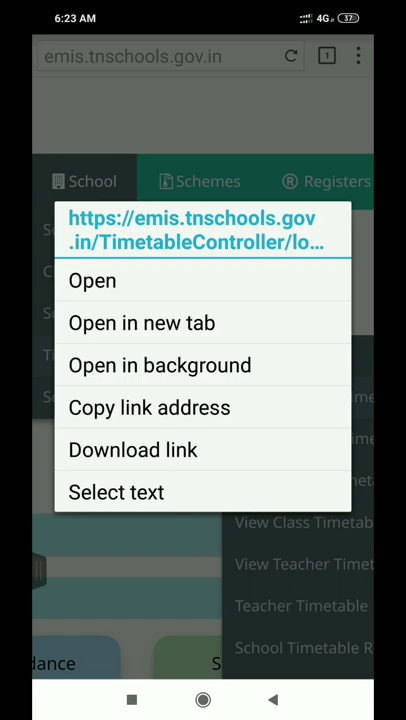 6:23 AM
4G
37
emis.tnschools.gov.in
1
School
Schemes
Registers
https://emis.tnschools.gov
.in/TimetableController/lo...
Open
Open in new tab
Open in background
Copy link address
Download link
Select text
View Class Timetab
View Teacher Timet
Teacher Timetable
School Timetable R
dance
S